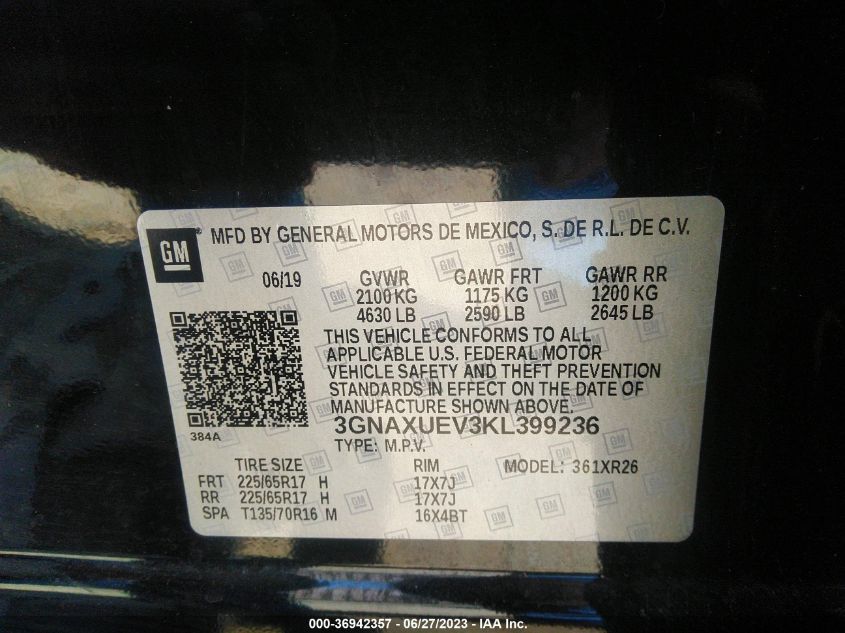 GM
MFD BY GENERAL MOTORS DE MEXICO, S. DE R.L. DE C.V.
06/19 GVWR GAWR FRT GAWR RR
2100 KG 1175 KG 1200 KG
4630 LB 2590 LB 2645 LB
THIS VEHICLE CONFORMS TO ALL
APPLICABLE U.S. FEDERAL MOTOR
VEHICLE SAFETY AND THEFT PREVENTION
STANDARDS IN EFFECT ON THE DATE OF
MANUFACTURE SHOWN ABOVE.
384A
3GNAXUEV3KL399236
TYPE: M.P.V.
TIRE SIZE RIM MODEL: 361XR26
FRT 225/65R17 H 17X7J
RR 225/65R17 H 17X7J
SPA T135/70R16 M 16X4BT
000-36942357 - 06/27/2023 - IAA Inc.